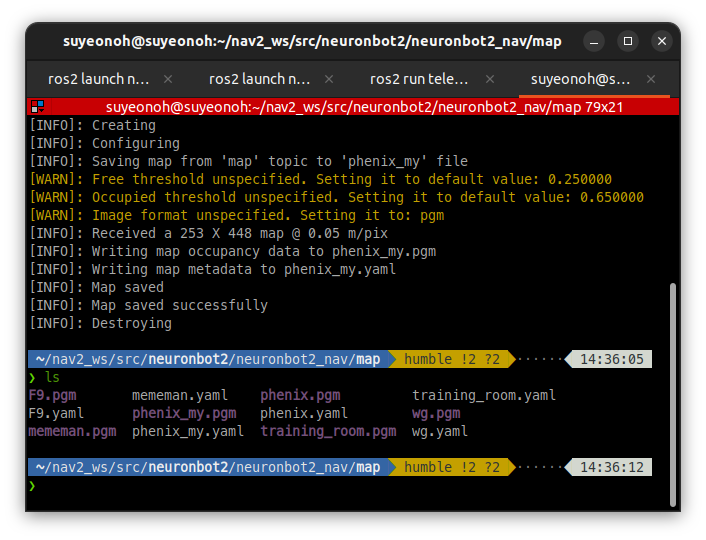 suyeonoh@suyeonoh:~/nav2_ws/src/neuronbot2/neuronbot2_nav/map
ros2 launch n... × ros2 launch n... × ros2 run tele... × suyeonoh@s... ×
suyeonoh@suyeonoh:~/nav2_ws/src/neuronbot2/neuronbot2_nav/map 79x21
[INFO]: Creating
[INFO]: Configuring
[INFO]: Saving map from 'map' topic to 'phenix_my' file
[WARN]: Free threshold unspecified. Setting it to default value: 0.250000
[WARN]: Occupied threshold unspecified. Setting it to default value: 0.650000
[WARN]: Image format unspecified. Setting it to: pgm
[INFO]: Received a 253 X 448 map @ 0.05 m/pix
[INFO]: Writing map occupancy data to phenix_my.pgm
[INFO]: Writing map metadata to phenix_my.yaml
[INFO]: Map saved
[INFO]: Map saved successfully
[INFO]: Destroying
~/nav2_ws/src/neuronbot2/neuronbot2_nav/map humble !2 ?2 ······ 14:36:05
❯ ls
F9.pgm mememan.yaml phenix.pgm training_room.yaml
F9.yaml phenix_my.pgm phenix.yaml wg.pgm
mememan.pgm phenix_my.yaml training_room.pgm wg.yaml
~/nav2_ws/src/neuronbot2/neuronbot2_nav/map humble !2 ?2 ······ 14:36:12
❯